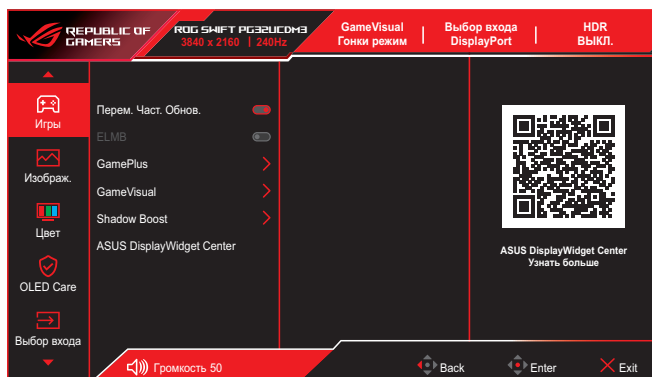 REPUBLIC OF
GAMERS
ROG SWIFT PG32UCDM3
3840 x 2160 | 240Hz
GameVisual
Гонки режим
Выбор входа
DisplayPort
HDR
ВЫКЛ.
Игры
Изображ.
Цвет
OLED Care
Выбор входа
Перем. Част. Обнов.
ELMB
GamePlus
GameVisual
Shadow Boost
ASUS DisplayWidget Center
ASUS DisplayWidget Center
Узнать больше
Громкость 50
Back
Enter
Exit